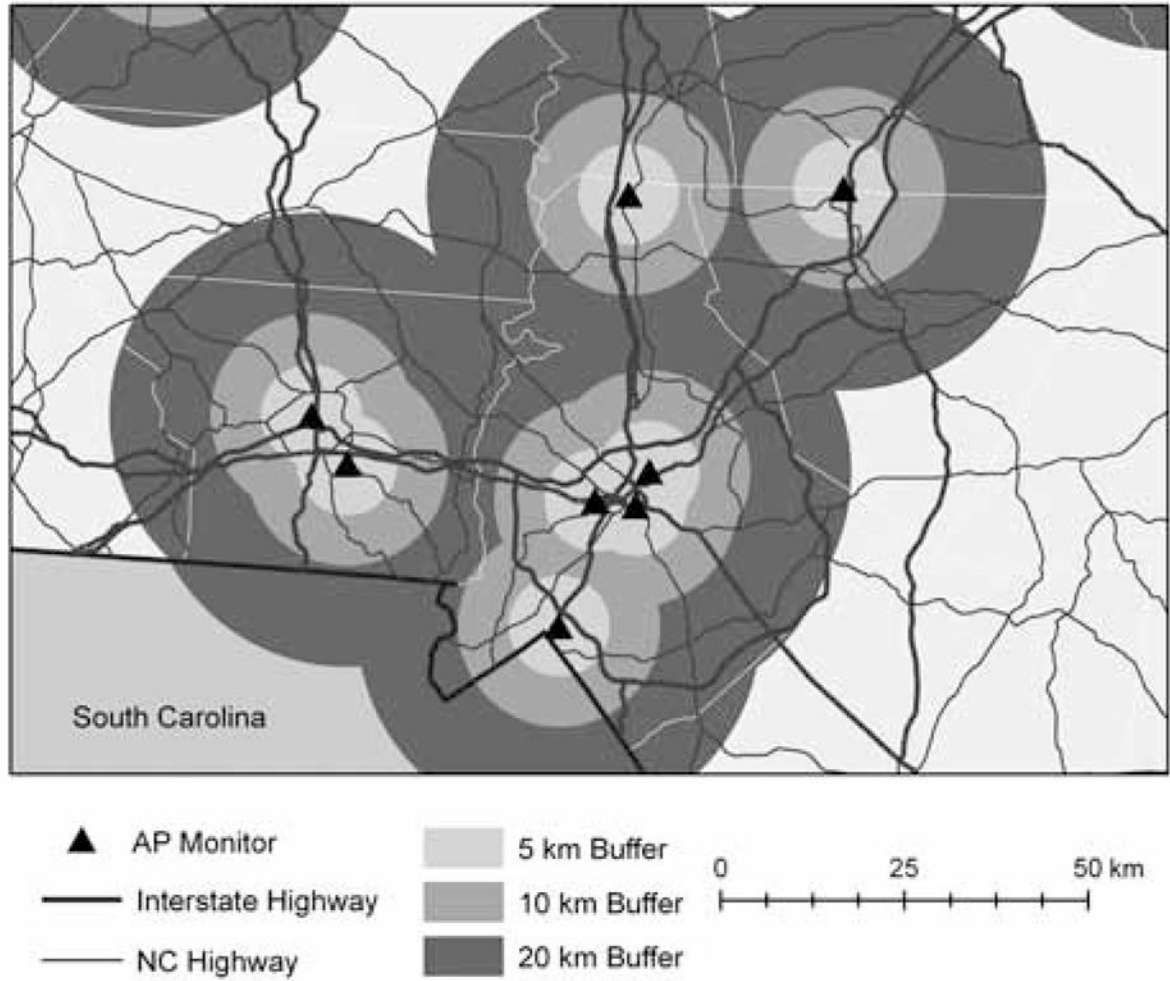 South Carolina
AP Monitor
Interstate Highway
NC Highway
5 km Buffer
10 km Buffer
20 km Buffer
0 25 50 km